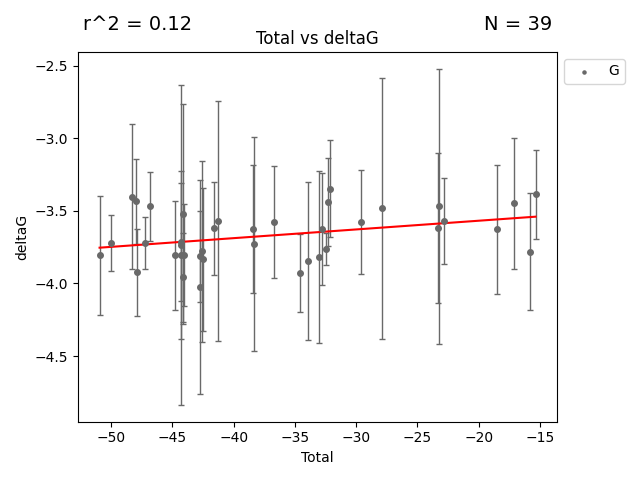 r^2 = 0.12
N = 39
Total vs deltaG
G
−2.5
−3.0
−3.5
−4.0
−4.5
deltaG
−50
−45
−40
−35
−30
−25
−20
−15
Total